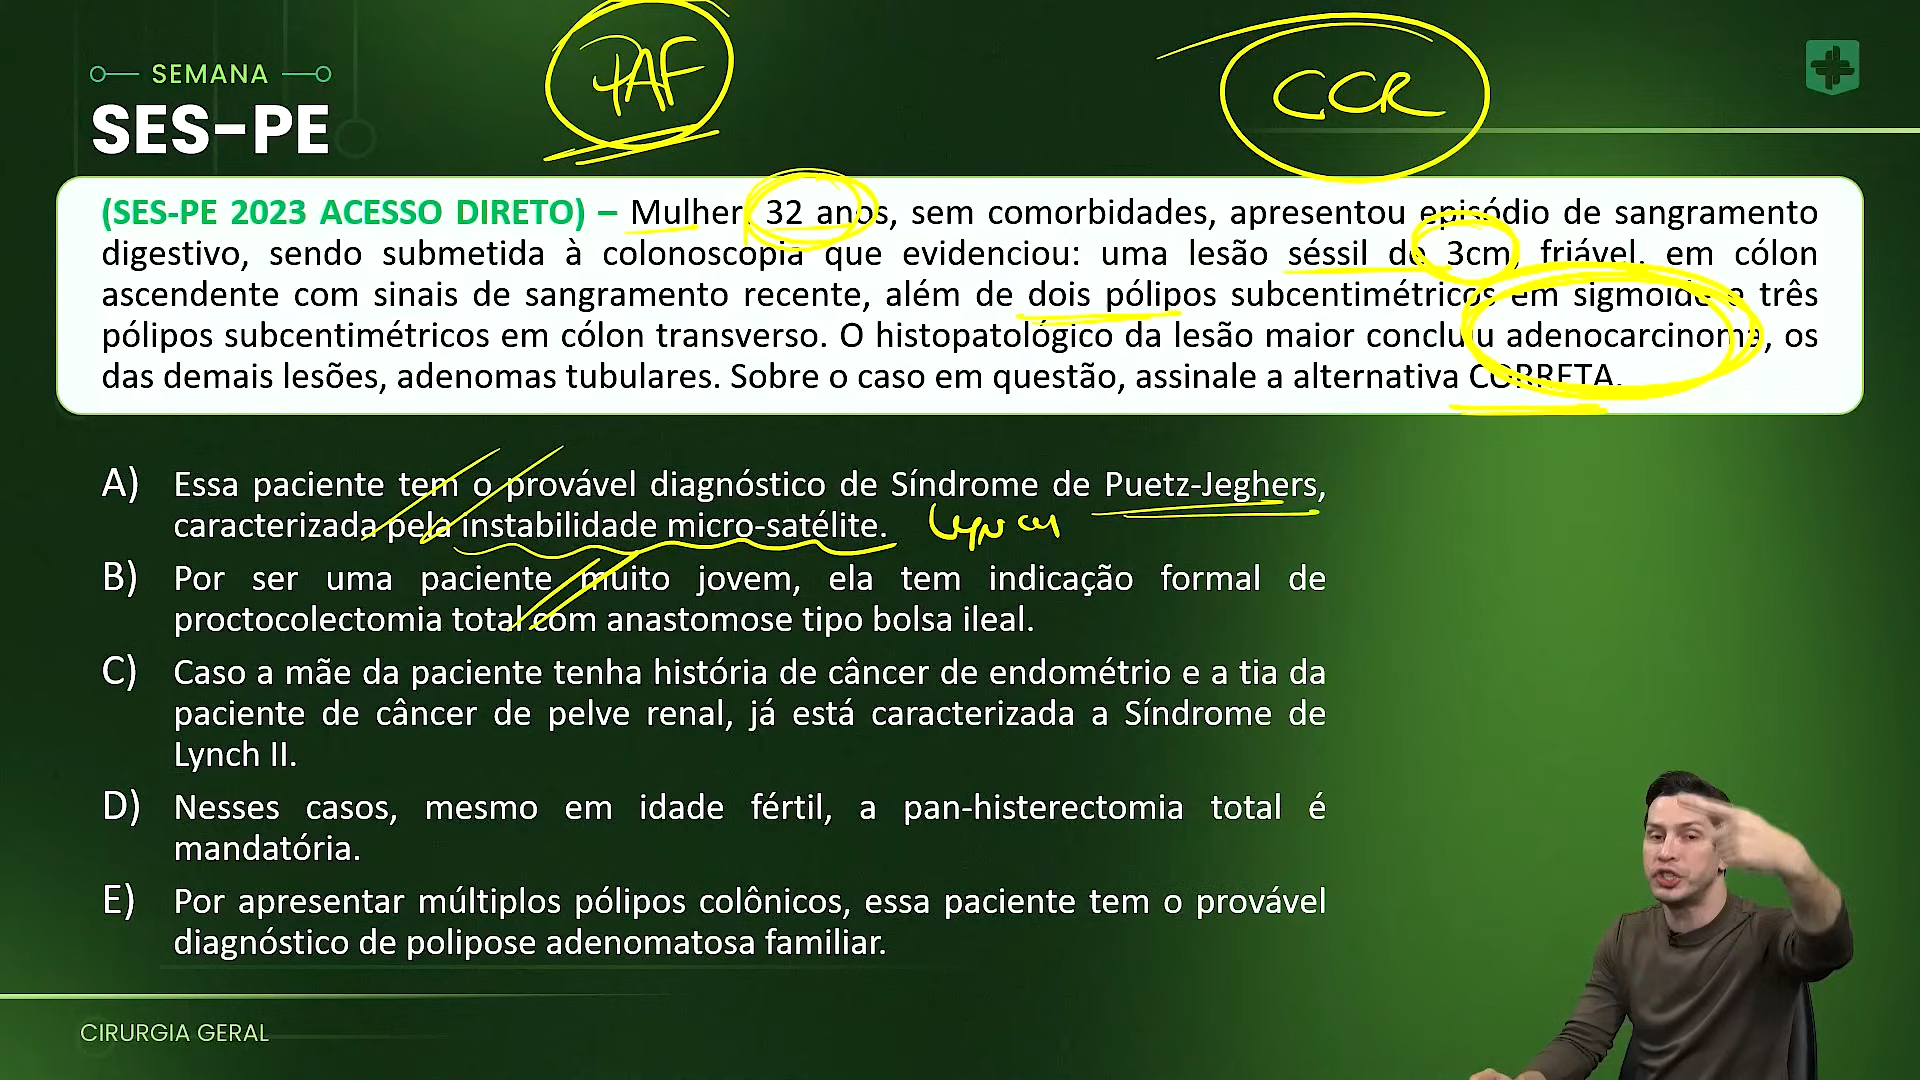 PAF
CCR
SEMANA
SES-PE
(SES-PE 2023 ACESSO DIRETO) – Mulher, 32 anos, sem comorbidades, apresentou episódio de sangramento
digestivo, sendo submetida à colonoscopia que evidenciou: uma lesão séssil de 3cm, friável, em cólon
ascendente com sinais de sangramento recente, além de dois pólipos subcentimétricos em sigmoide e três
pólipos subcentimétricos em cólon transverso. O histopatológico da lesão maior concluiu adenocarcinoma, os
das demais lesões, adenomas tubulares. Sobre o caso em questão, assinale a alternativa CORRETA.
A) Essa paciente tem o provável diagnóstico de Síndrome de Puetz-Jeghers,
caracterizada pela instabilidade micro-satélite. Lynch
B) Por ser uma paciente muito jovem, ela tem indicação formal de
proctocolectomia total com anastomose tipo bolsa ileal.
C) Caso a mãe da paciente tenha história de câncer de endométrio e a tia da
paciente de câncer de pelve renal, já está caracterizada a Síndrome de
Lynch II.
D) Nesses casos, mesmo em idade fértil, a pan-histerectomia total é
mandatória.
E) Por apresentar múltiplos pólipos colônicos, essa paciente tem o provável
diagnóstico de polipose adenomatosa familiar.
CIRURGIA GERAL